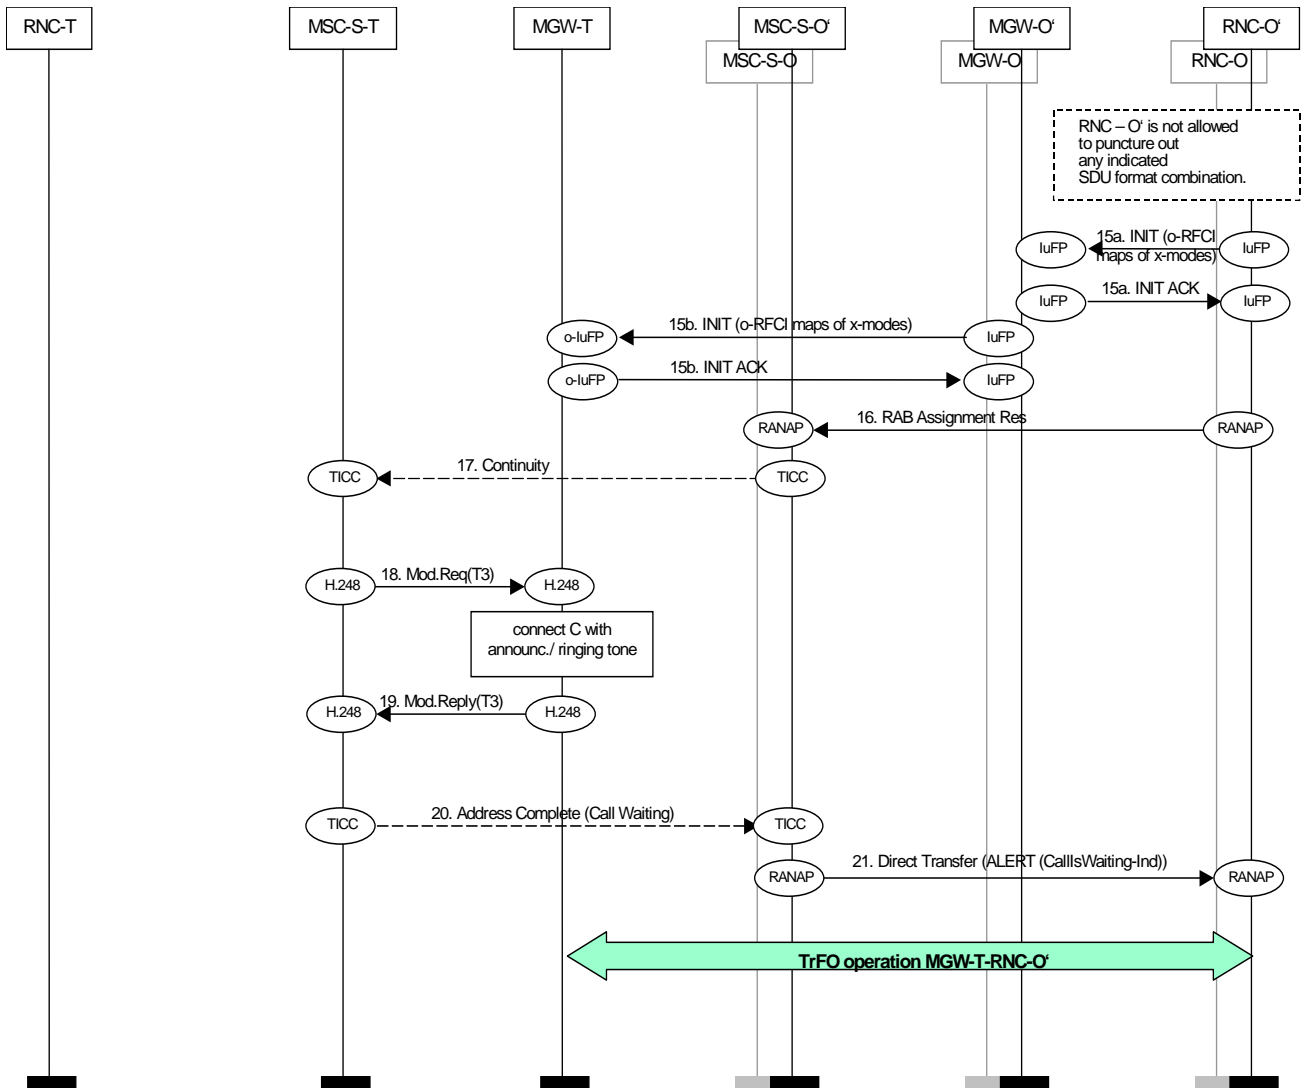 RNC-T
MSC-S-T
MGW-T
MSC-S-O‘
MGW-O‘
RNC-O‘
MSC-S-O
MGW-O
RNC-O
RNC – O‘ is not allowed
to puncture out
any indicated
SDU format combination.
IuFP
15a. INIT (o-RFCI
maps of x-modes)
IuFP
IuFP
15a. INIT ACK
IuFP
o-IuFP
15b. INIT (o-RFCI maps of x-modes)
IuFP
o-IuFP
15b. INIT ACK
IuFP
RANAP
16. RAB Assignment Res
RANAP
TICC
17. Continuity
TICC
H.248
18. Mod.Req(T3)
H.248
connect C with
announc./ ringing tone
H.248
19. Mod.Reply(T3)
H.248
TICC
20. Address Complete (Call Waiting)
TICC
RANAP
21. Direct Transfer (ALERT (CallIsWaiting-Ind))
RANAP
TrFO operation MGW-T-RNC-O‘